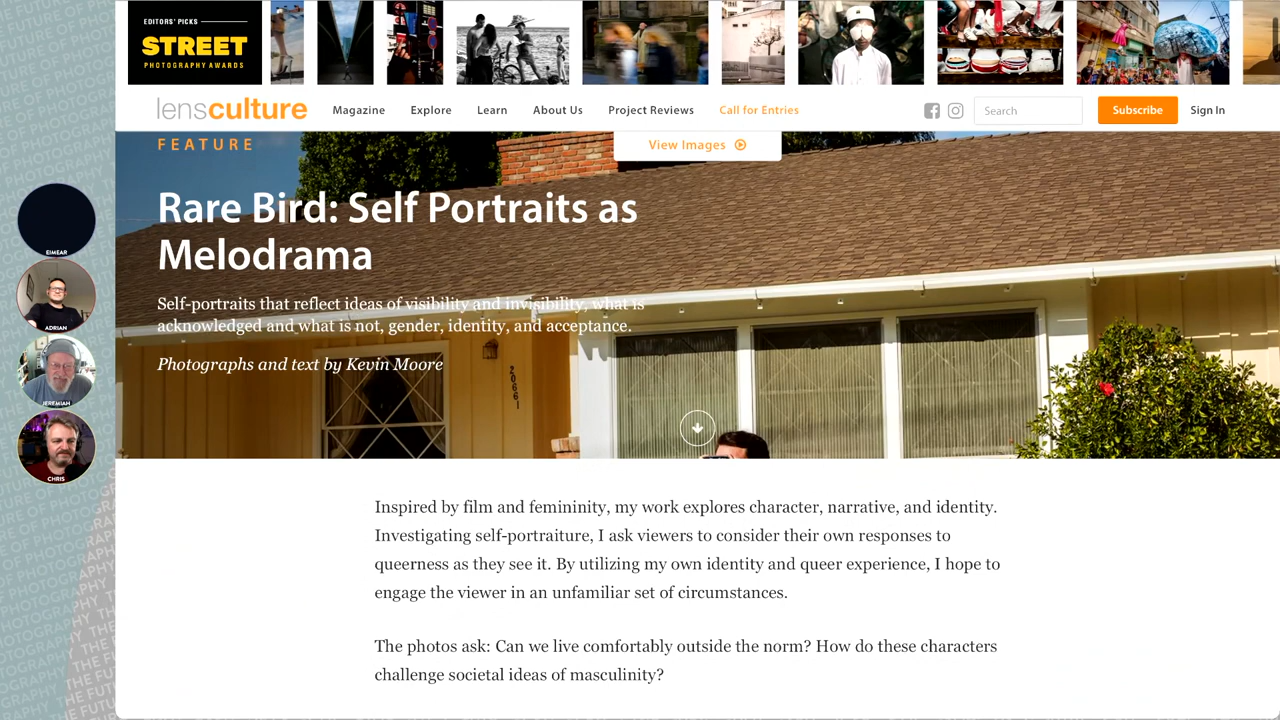 EDITORS' PICKS
STREET
PHOTOGRAPHY AWARDS
lensculture
Magazine
Explore
Learn
About Us
Project Reviews
Call for Entries
Search
Subscribe
Sign In
FEATURE
View Images
Rare Bird: Self Portraits as
Melodrama
Self-portraits that reflect ideas of visibility and invisibility, what is
acknowledged and what is not, gender, identity, and acceptance.
Photographs and text by Kevin Moore
20661
EIMEAR
ADRIAN
JEREMIAH
CHRIS
Inspired by film and femininity, my work explores character, narrative, and identity.
Investigating self-portraiture, I ask viewers to consider their own responses to
queerness as they see it. By utilizing my own identity and queer experience, I hope to
engage the viewer in an unfamiliar set of circumstances.
The photos ask: Can we live comfortably outside the norm? How do these characters
challenge societal ideas of masculinity?